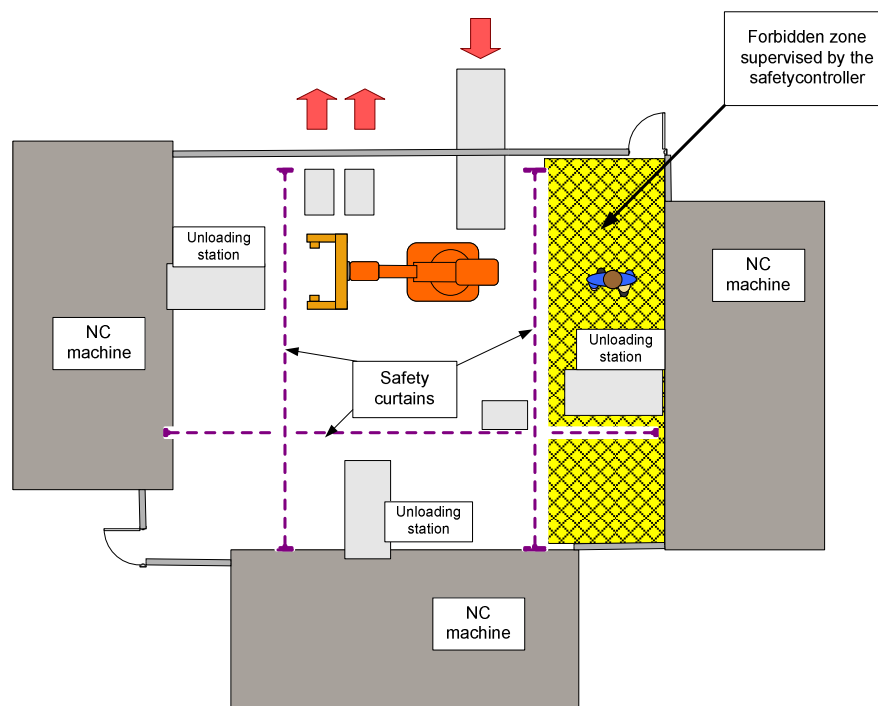 Forbidden zone
supervised by the
safetycontroller
Unloading
station
NC
machine
NC
machine
Unloading
station
Safety
curtains
Unloading
station
NC
machine